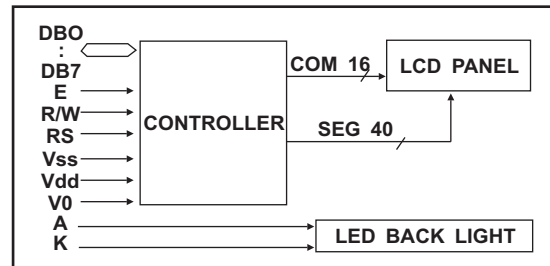 DBO
:
DB7
E
R/W
RS
Vss
Vdd
V0
A
K
CONTROLLER
COM 16
SEG 40
LCD PANEL
LED BACK LIGHT